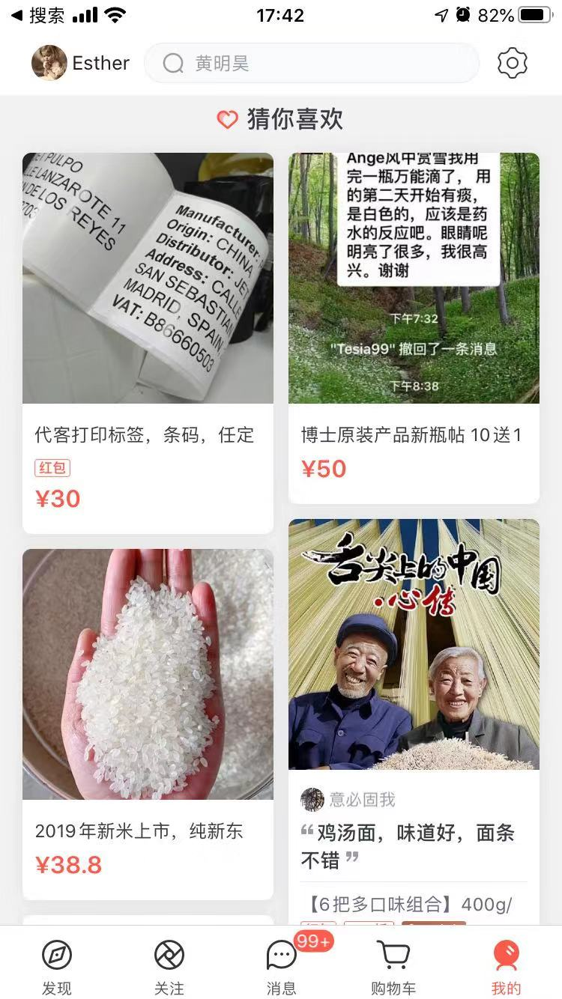 搜索
17:42
82%
Esther
黄明昊
猜你喜欢
ET PULPO
LANZAROTE 11
DE LOS REYES
Manufacturer:
Origin: CHINA
Distributor: JET
Address: CALLE
SAN SEBASTIAN
MADRID, SPAIN,
VAT: B86660503
代客打印标签，条码，任定
红包
¥30
Ange风中赏雪我用
完一瓶万能滴了， 用
的第二天开始有痰，
是白色的，应该是药
水的反应吧。眼睛呢
明亮了很多，我很高
兴。谢谢
下午7:32
"Tesia99" 撤回了一条消息
下午8:38
博士原装产品新瓶帖 10送1
¥50
2019年新米上市，纯新东
¥38.8
舌尖上的中国
·心传
意必固我
“鸡汤面，味道好，面条
不错”
【6把多口味组合】400g/
99+
发现
关注
消息
购物车
我的